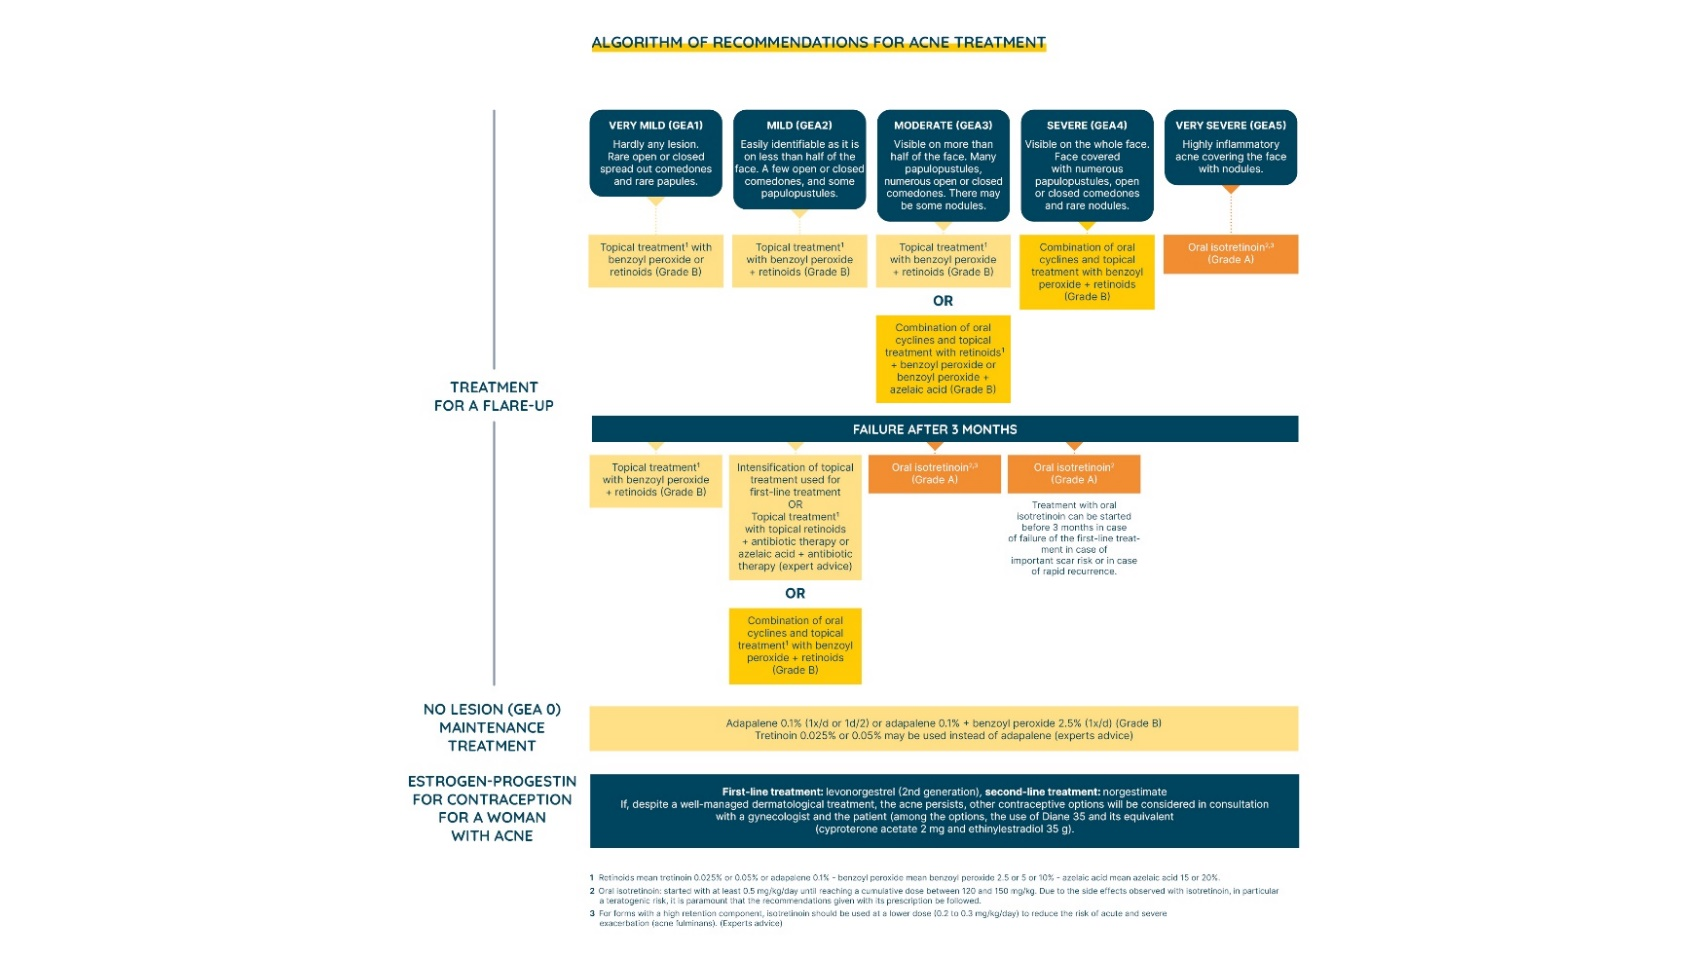 ALGORITHM OF RECOMMENDATIONS FOR ACNE TREATMENT
VERY MILD (GEA1)
Hardly any lesion.
Rare open or closed
spread out comedones
and rare papules.
MILD (GEA2)
Easily identifiable as it is
on less than half of the
face. A few open or closed
comedones, and some
papulopustules.
MODERATE (GEA3)
Visible on more than
half of the face. Many
papulopustules,
numerous open or closed
comedones. There may
be some nodules.
SEVERE (GEA4)
Visible on the whole face.
Face covered
with numerous
papulopustules, open
or closed comedones
and rare nodules.
VERY SEVERE (GEA5)
Highly inflammatory
acne covering the face
with nodules.
TREATMENT
FOR A FLARE-UP
Topical treatment¹ with
benzoyl peroxide or
retinoids (Grade B)
Topical treatment¹
with benzoyl peroxide
+ retinoids (Grade B)
Topical treatment¹
with benzoyl peroxide
+ retinoids (Grade B)
OR
Combination of oral
cyclines and topical
treatment with retinoids¹
+ benzoyl peroxide or
benzoyl peroxide +
azelaic acid (Grade B)
Combination of oral
cyclines and topical
treatment with benzoyl
peroxide + retinoids
(Grade B)
Oral isotretinoin²,³
(Grade A)
FAILURE AFTER 3 MONTHS
Topical treatment¹
with benzoyl peroxide
+ retinoids (Grade B)
Intensification of topical
treatment used for
first-line treatment
OR
Topical treatment¹
with topical retinoids
+ antibiotic therapy or
azelaic acid + antibiotic
therapy (expert advice)
OR
Combination of oral
cyclines and topical
treatment¹ with benzoyl
peroxide + retinoids
(Grade B)
Oral isotretinoin²,³
(Grade A)
Oral isotretinoin²
(Grade A)
Treatment with oral
isotretinoin can be started
before 3 months in case
of failure of the first-line treat-
ment in case of
important scar risk or in case
of rapid recurrence.
NO LESION (GEA 0)
MAINTENANCE
TREATMENT
Adapalene 0.1% (1x/d or 1d/2) or adapalene 0.1% + benzoyl peroxide 2.5% (1x/d) (Grade B)
Tretinoin 0.025% or 0.05% may be used instead of adapalene (experts advice)
ESTROGEN-PROGESTIN
FOR CONTRACEPTION
FOR A WOMAN
WITH ACNE
First-line treatment: levonorgestrel (2nd generation), second-line treatment: norgestimate
If, despite a well-managed dermatological treatment, the acne persists, other contraceptive options will be considered in consultation
with a gynecologist and the patient (among the options, the use of Diane 35 and its equivalent
(cyproterone acetate 2 mg and ethinylestradiol 35 g).
1 Retinoids mean tretinoin 0.025% or 0.05% or adapalene 0.1% - benzoyl peroxide mean benzoyl peroxide 2.5 or 5 or 10% - azelaic acid mean azelaic acid 15 or 20%.
2 Oral isotretinoin: started with at least 0.5 mg/kg/day until reaching a cumulative dose between 120 and 150 mg/kg. Due to the side effects observed with isotretinoin, in particular
a teratogenic risk, it is paramount that the recommendations given with its prescription be followed.
3 For forms with a high retention component, isotretinoin should be used at a lower dose (0.2 to 0.3 mg/kg/day) to reduce the risk of acute and severe
exacerbation (acne fulminans). (Experts advice)